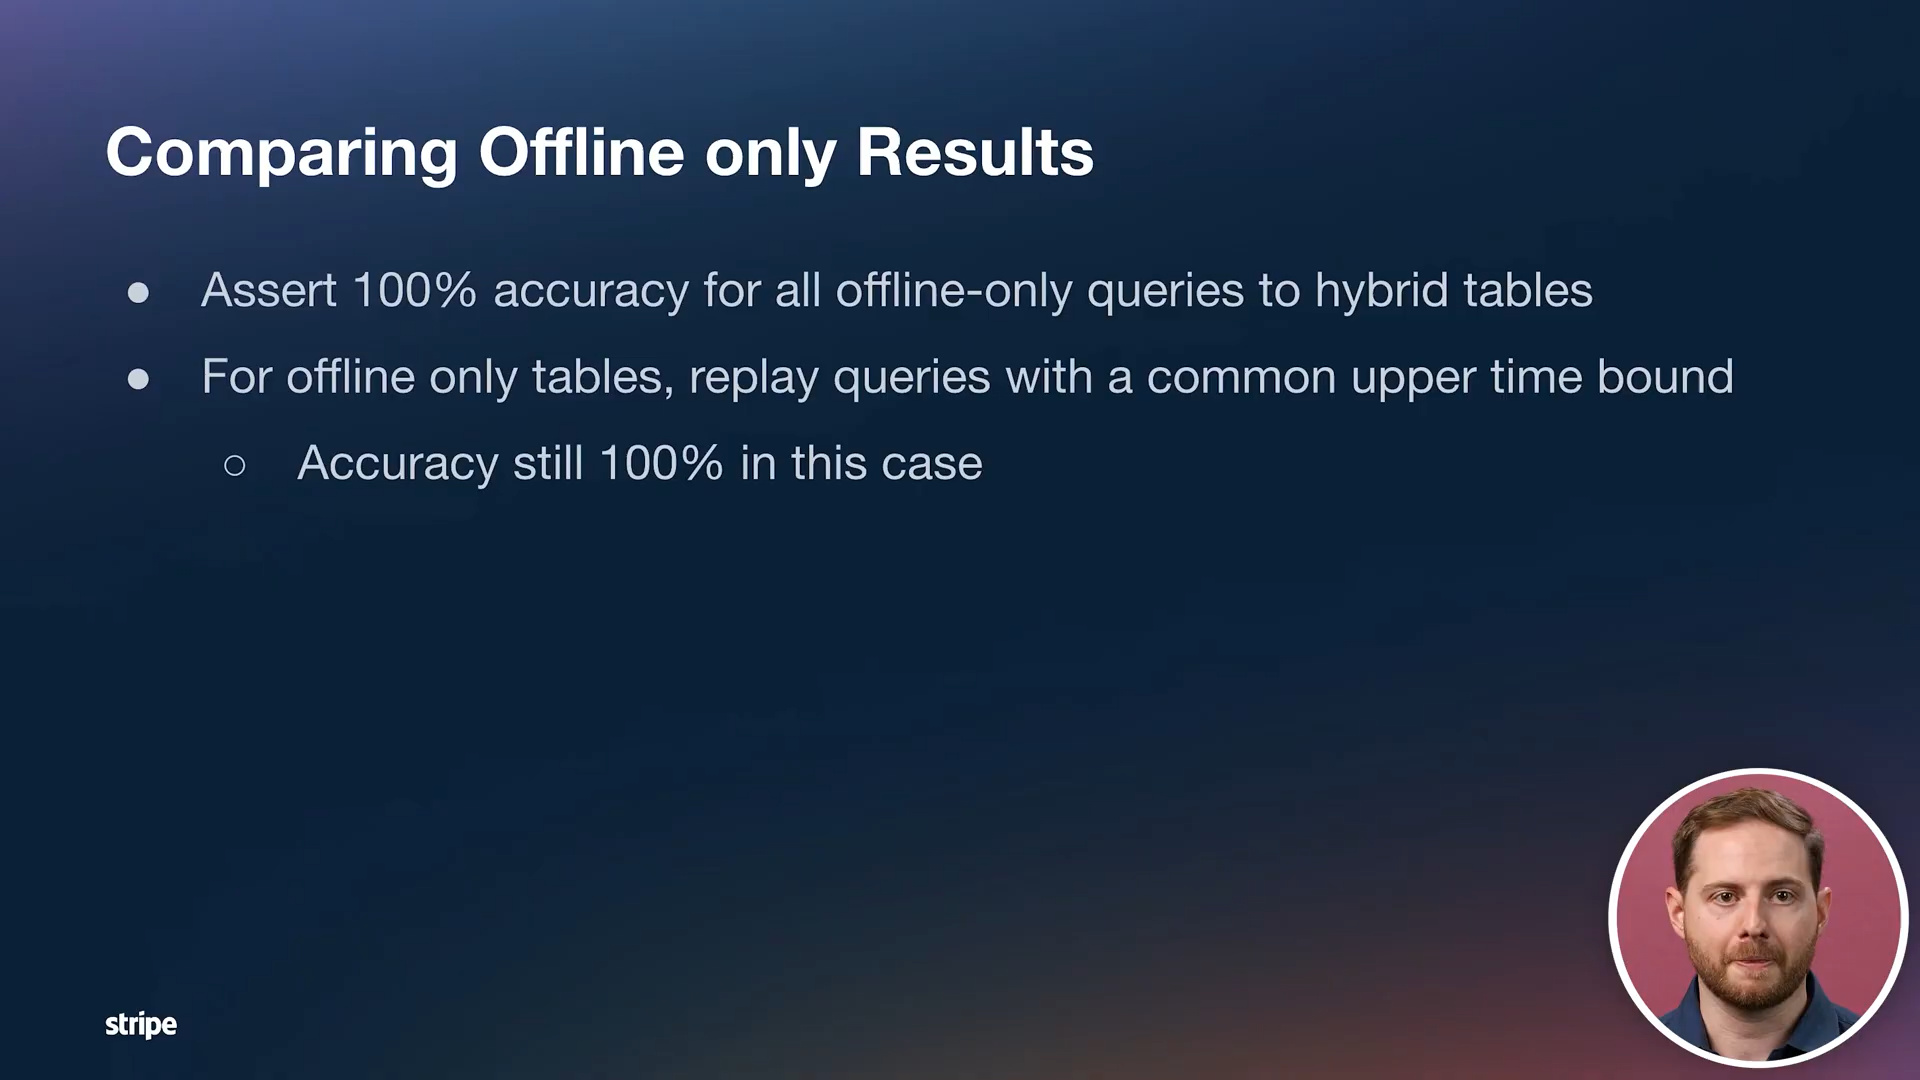 Comparing Offline only Results
● Assert 100% accuracy for all offline-only queries to hybrid tables
● For offline only tables, replay queries with a common upper time bound
○ Accuracy still 100% in this case
stripe